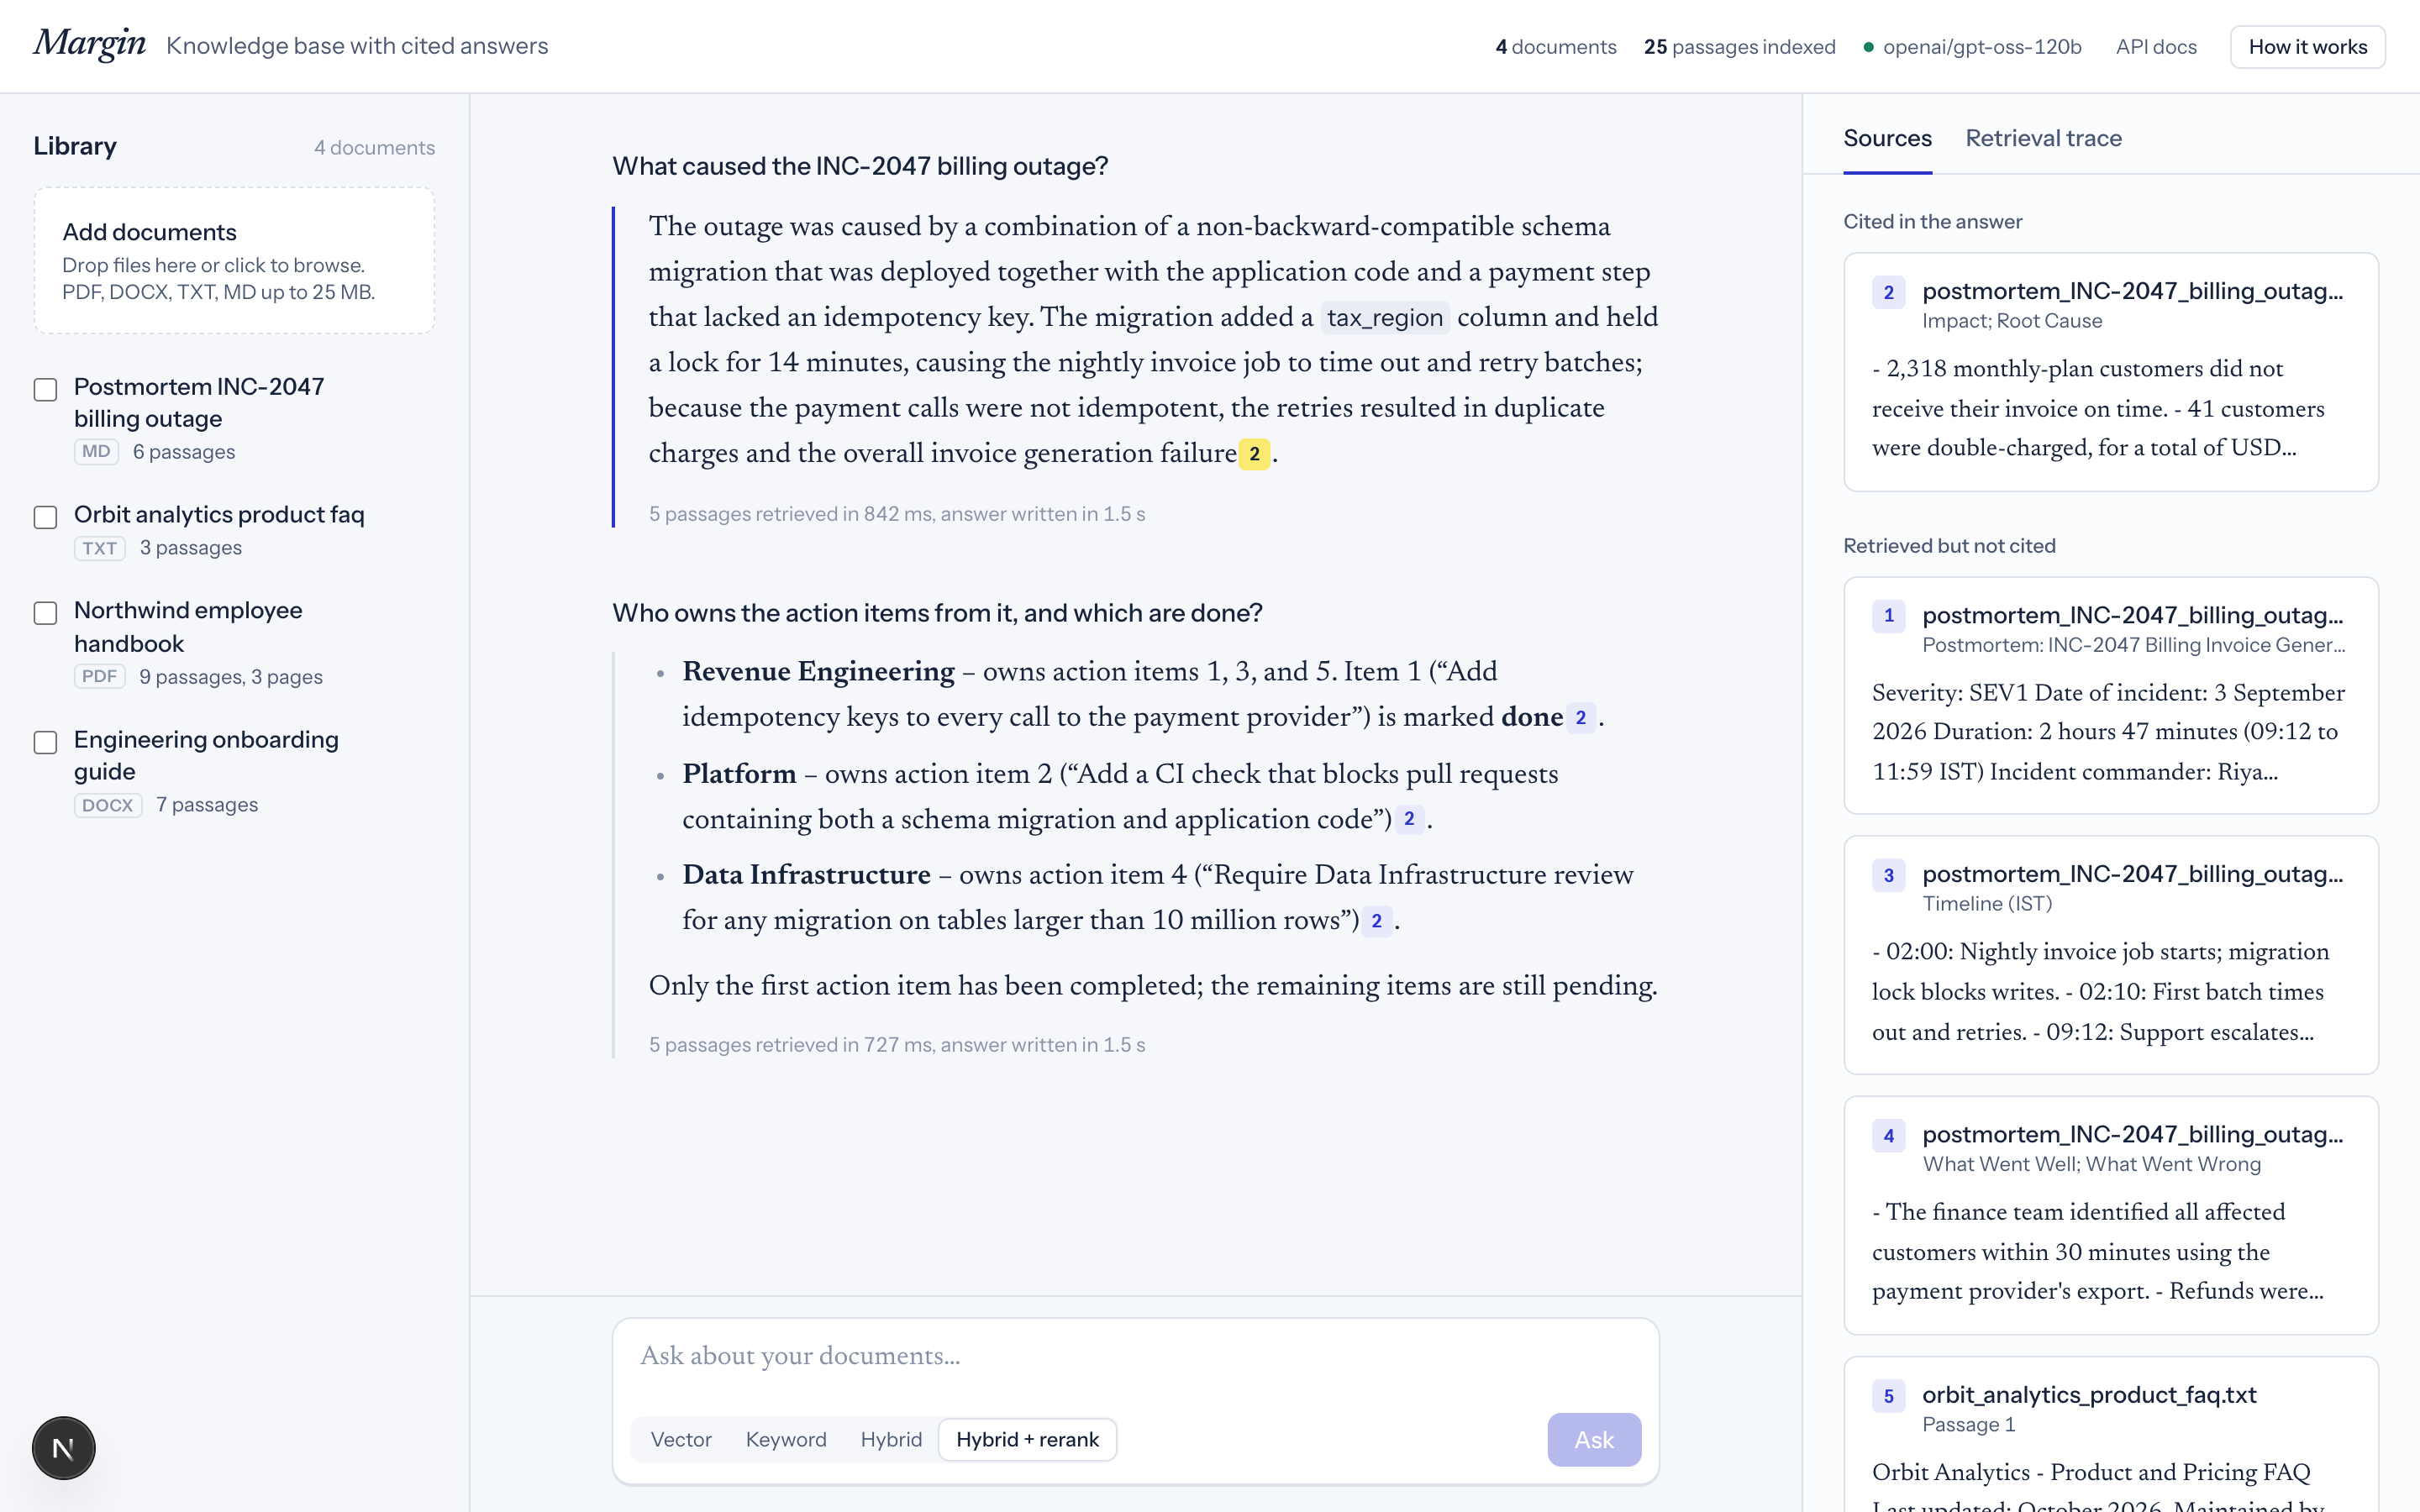 Margin Knowledge base with cited answers
4 documents 25 passages indexed openai/gpt-oss-120b API docs How it works
Library 4 documents
Add documents
Drop files here or click to browse.
PDF, DOCX, TXT, MD up to 25 MB.
Postmortem INC-2047
billing outage
MD 6 passages
Orbit analytics product faq
TXT 3 passages
Northwind employee
handbook
PDF 9 passages, 3 pages
Engineering onboarding
guide
DOCX 7 passages
N
What caused the INC-2047 billing outage?
The outage was caused by a combination of a non-backward-compatible schema
migration that was deployed together with the application code and a payment step
that lacked an idempotency key. The migration added a tax_region column and held
a lock for 14 minutes, causing the nightly invoice job to time out and retry batches;
because the payment calls were not idempotent, the retries resulted in duplicate
charges and the overall invoice generation failure 2 .
5 passages retrieved in 842 ms, answer written in 1.5 s
Who owns the action items from it, and which are done?
• Revenue Engineering – owns action items 1, 3, and 5. Item 1 (“Add
idempotency keys to every call to the payment provider”) is marked done 2 .
• Platform – owns action item 2 (“Add a CI check that blocks pull requests
containing both a schema migration and application code”) 2 .
• Data Infrastructure – owns action item 4 (“Require Data Infrastructure review
for any migration on tables larger than 10 million rows”) 2 .
Only the first action item has been completed; the remaining items are still pending.
5 passages retrieved in 727 ms, answer written in 1.5 s
Ask about your documents...
Vector Keyword Hybrid Hybrid + rerank Ask
Sources Retrieval trace
Cited in the answer
2 postmortem_INC-2047_billing_outag...
Impact; Root Cause
- 2,318 monthly-plan customers did not
receive their invoice on time. - 41 customers
were double-charged, for a total of USD...
Retrieved but not cited
1 postmortem_INC-2047_billing_outag...
Postmortem: INC-2047 Billing Invoice Gener...
Severity: SEV1 Date of incident: 3 September
2026 Duration: 2 hours 47 minutes (09:12 to
11:59 IST) Incident commander: Riya...
3 postmortem_INC-2047_billing_outag...
Timeline (IST)
- 02:00: Nightly invoice job starts; migration
lock blocks writes. - 02:10: First batch times
out and retries. - 09:12: Support escalates...
4 postmortem_INC-2047_billing_outag...
What Went Well; What Went Wrong
- The finance team identified all affected
customers within 30 minutes using the
payment provider's export. - Refunds were...
5 orbit_analytics_product_faq.txt
Passage 1
Orbit Analytics - Product and Pricing FAQ
Last updated: October 2026. Maintained by